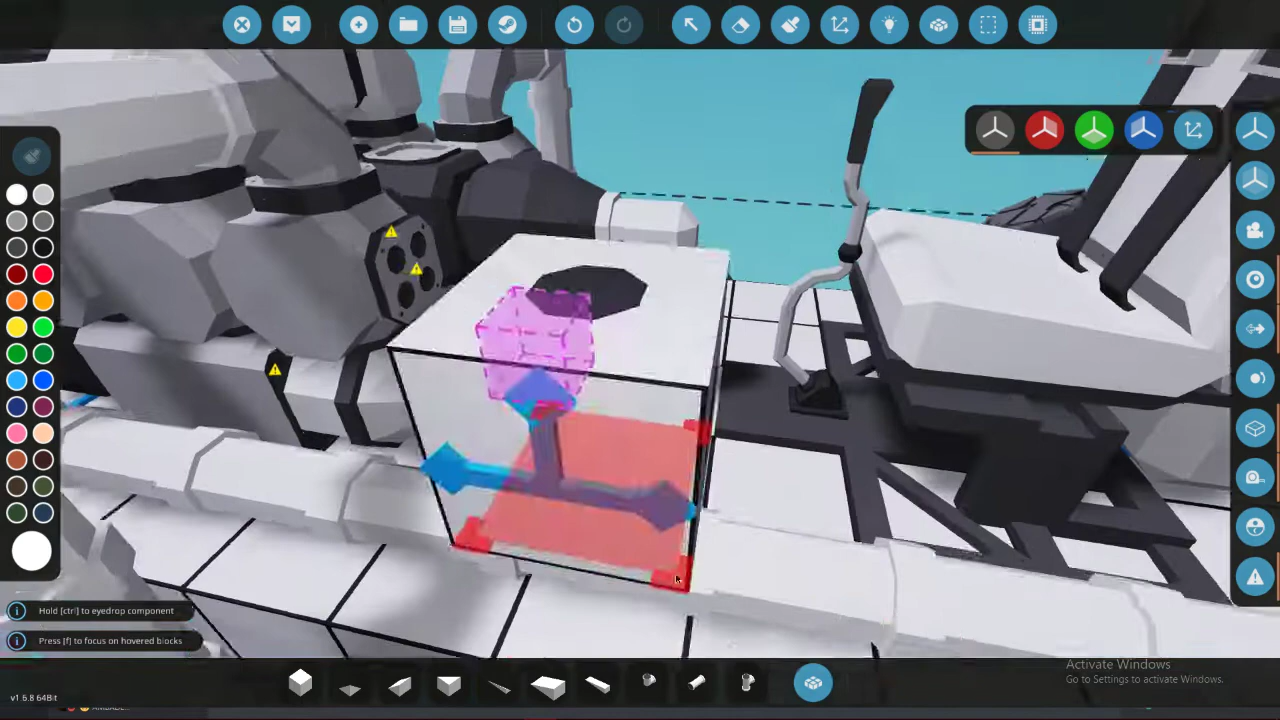 Hold [ctrl] to eyedrop component
Press [f] to focus on hovered blocks
Activate Windows
Go to Settings to activate Windows.
v1.6.8 64Bit